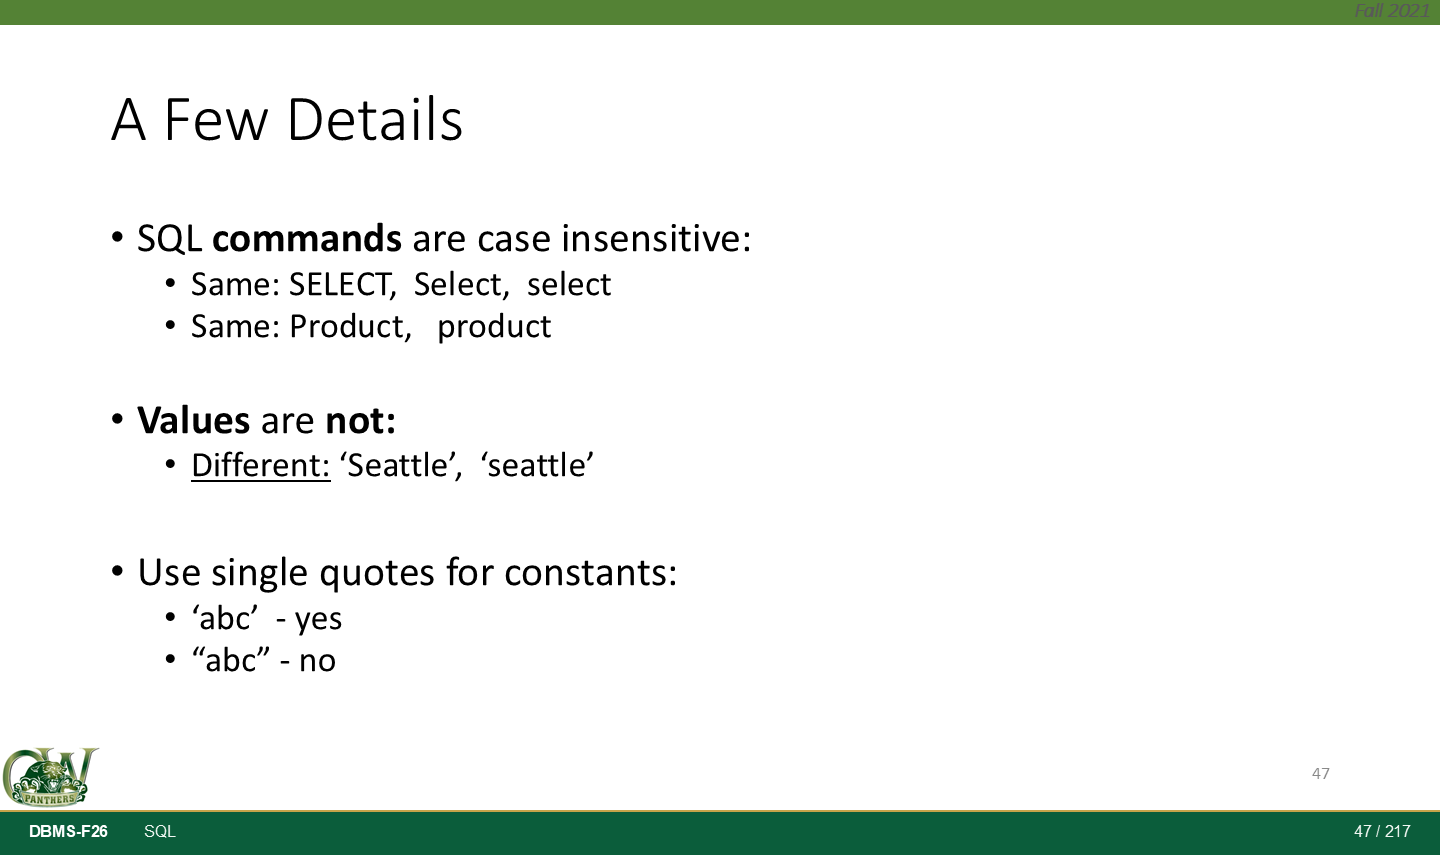 Fall 2021
A Few Details
• SQL commands are case insensitive:
• Same: SELECT, Select, select
• Same: Product, product
• Values are not:
• Different: ‘Seattle’, ‘seattle’
• Use single quotes for constants:
• ‘abc’ - yes
• “abc” - no
OW
PANTHERS
47
DBMS-F26 SQL 47 / 217